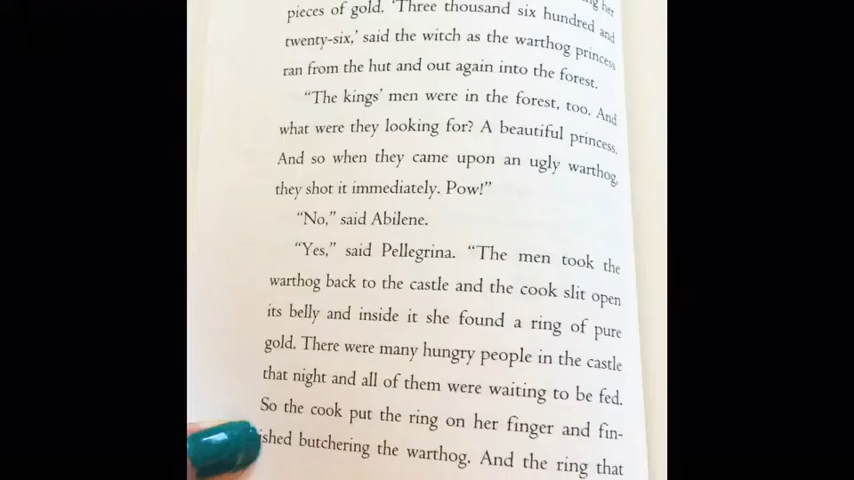 ng her
pieces of gold. ‘Three thousand six hundred and
twenty-six,’ said the witch as the warthog princess
ran from the hut and out again into the forest.
“The kings’ men were in the forest, too. And
what were they looking for? A beautiful princess.
And so when they came upon an ugly warthog,
they shot it immediately. Pow!”
“No,” said Abilene.
“Yes,” said Pellegrina. “The men took the
warthog back to the castle and the cook slit open
its belly and inside it she found a ring of pure
gold. There were many hungry people in the castle
that night and all of them were waiting to be fed.
So the cook put the ring on her finger and fin-
ished butchering the warthog. And the ring that